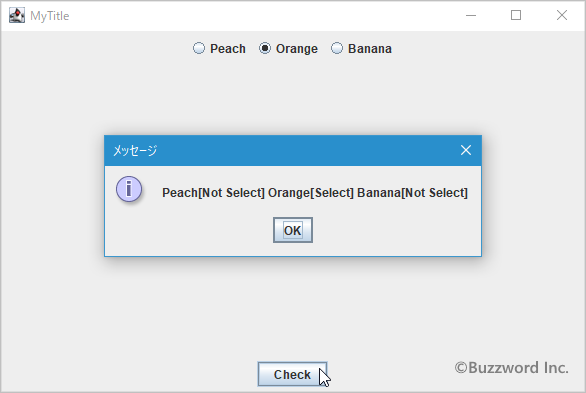 MyTitle
Peach Orange Banana
メッセージ
Peach[Not Select] Orange[Select] Banana[Not Select]
OK
Check
©Buzzword Inc.